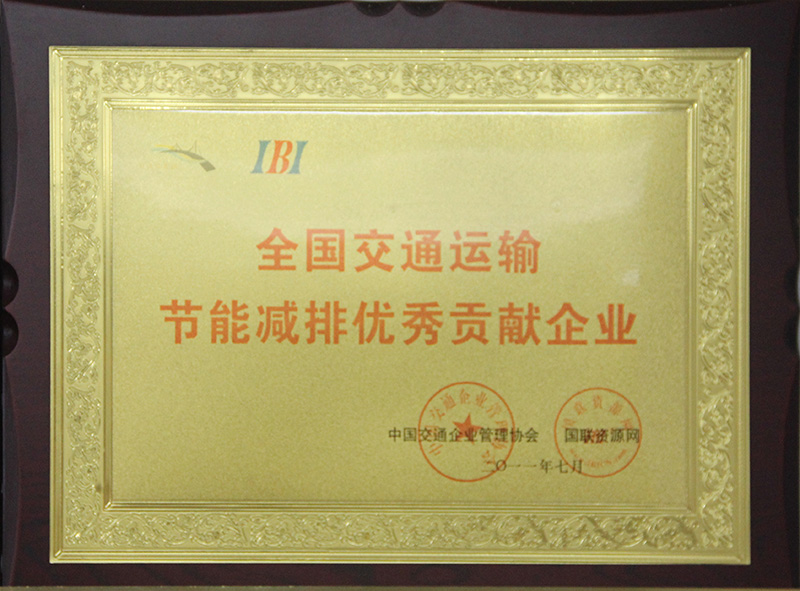 IBI
全国交通运输
节能减排优秀贡献企业
中国交通企业管理协会 国联资源网
二〇一一年七月